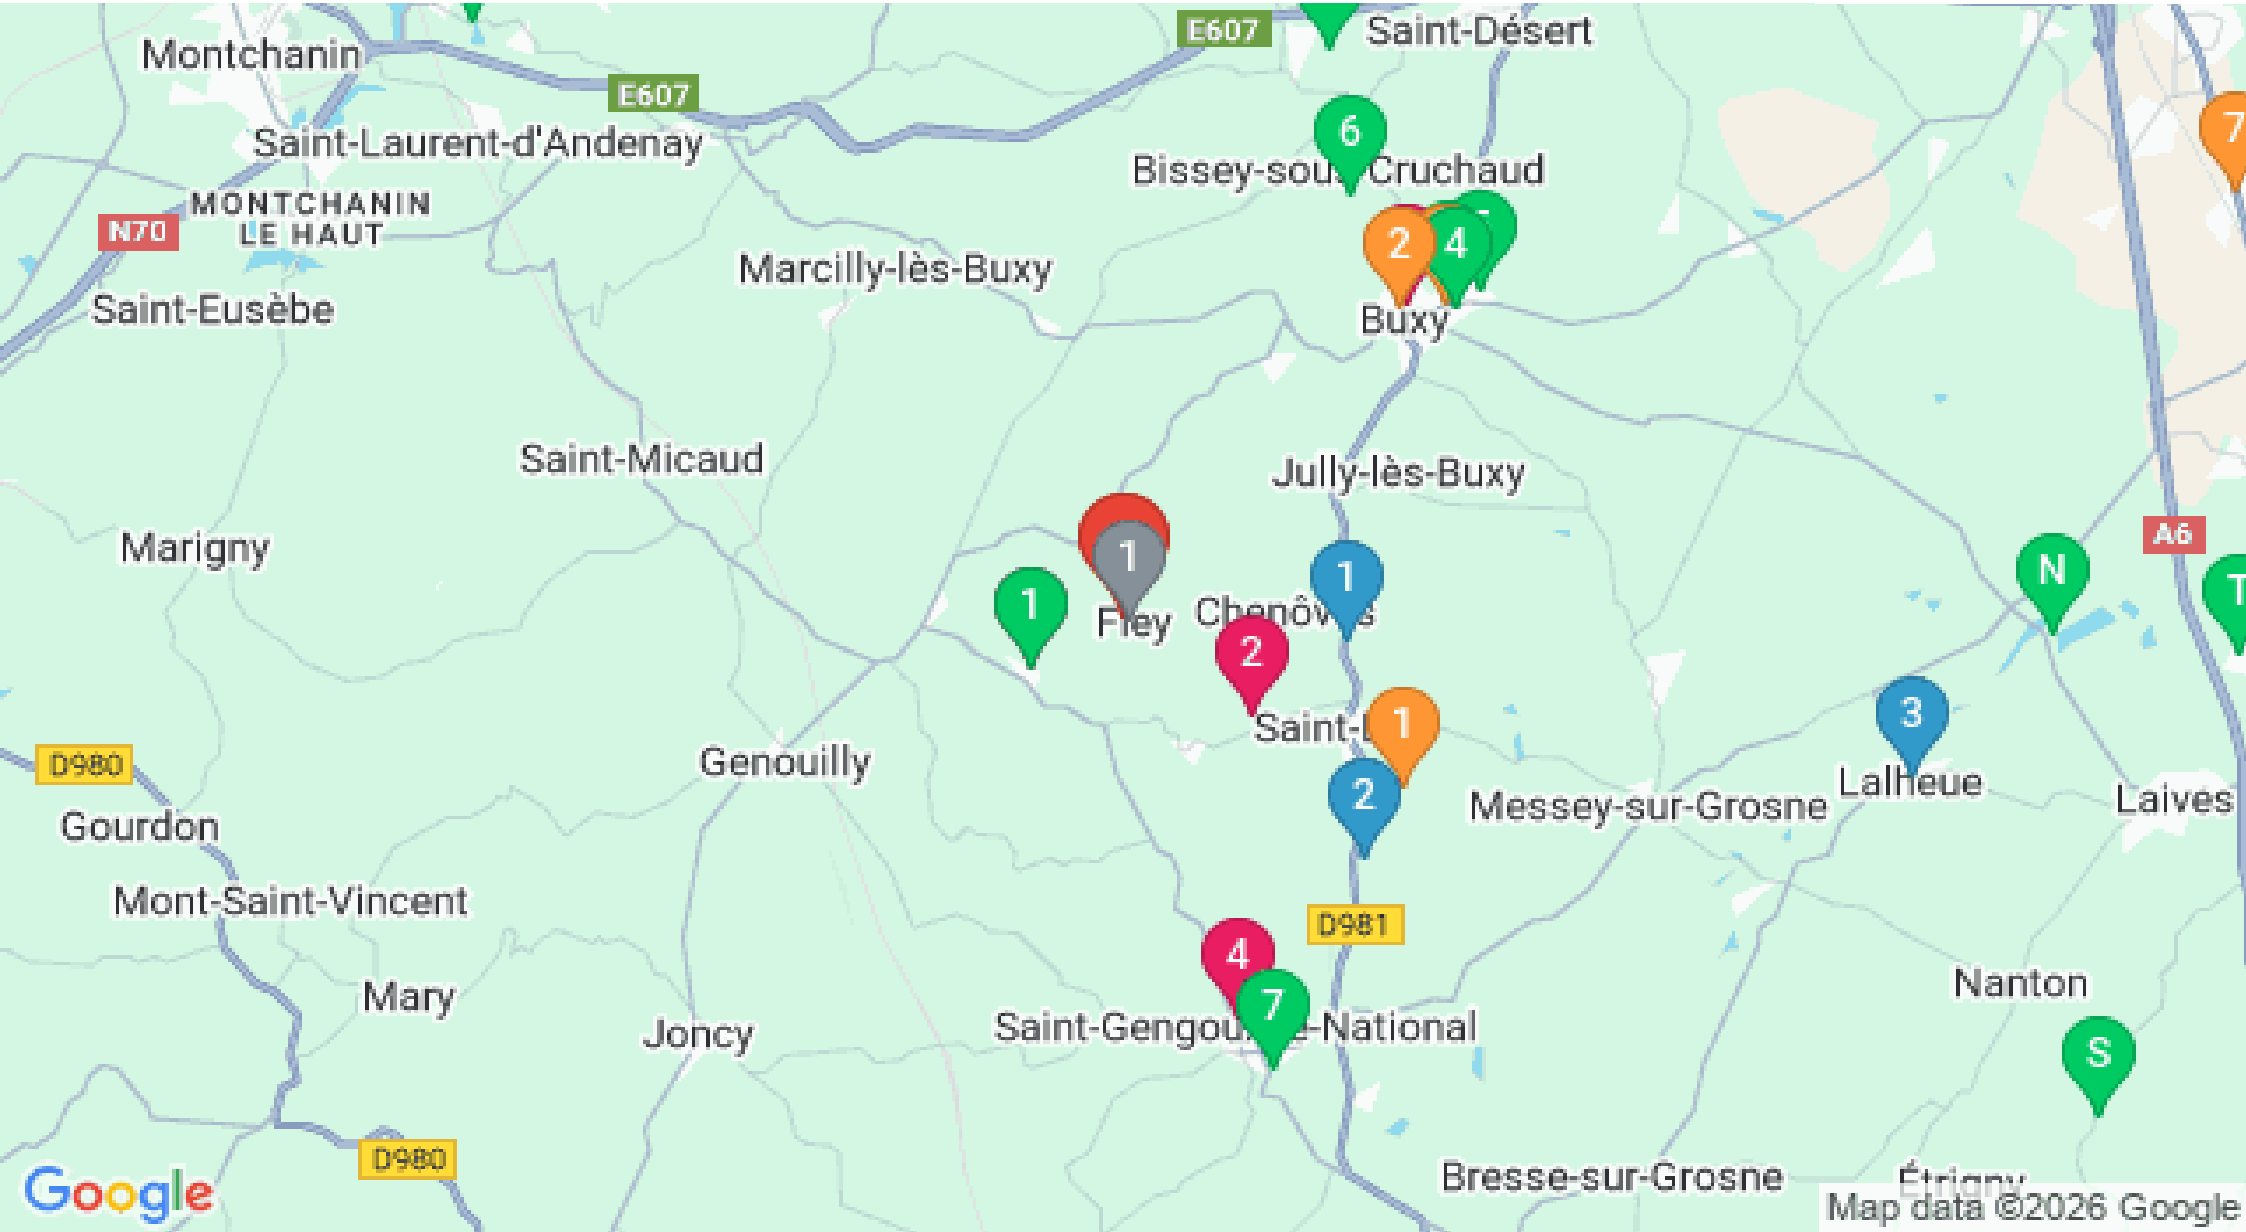 E607
Saint-Désert
Montchanin
E607
Saint-Laurent-d'Andenay
6
7
Bissey-sous-Cruchaud
MONTCHANIN
LE HAUT
N70
2
4
Marcilly-lès-Buxy
Saint-Eusèbe
Buxy
Saint-Micaud
Jully-lès-Buxy
Marigny
A6
1
1
1
N
T
Fley
Chenôves
2
3
Saint-
1
D980
Genouilly
2
Lalheue
Laives
Messey-sur-Grosne
Gourdon
Mont-Saint-Vincent
D981
4
Nanton
Mary
7
Saint-Gengoux-le-National
Joncy
S
D980
Bresse-sur-Grosne
Étrigny
Google
Map data ©2026 Google